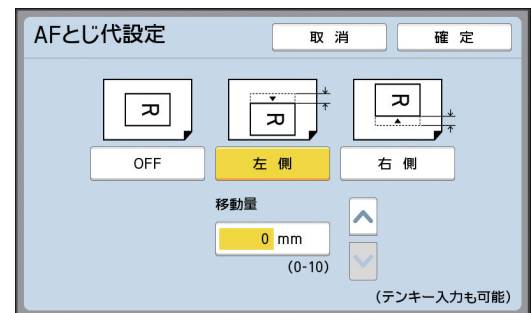 AFとじ代設定 取消 確定
R R R
OFF 左側 右側
移動量
0 mm
(0-10)
(テンキー入力も可能)